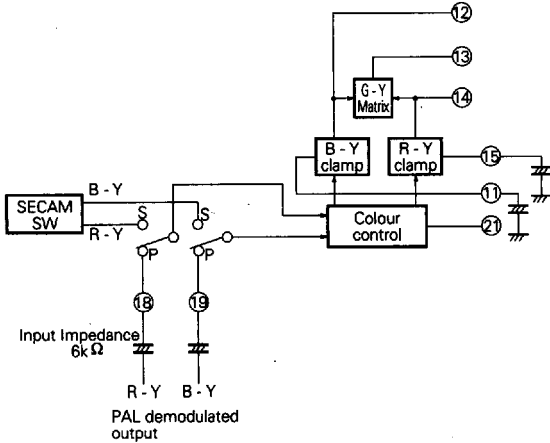 12
13
G-Y
Matrix
14
B-Y
clamp
R-Y
clamp
15
11
B-Y
SECAM
SW
R-Y
S
S
Colour
control
21
P
P
18
19
Input Impedance
6kΩ
R-Y
B-Y
PAL demodulated
output